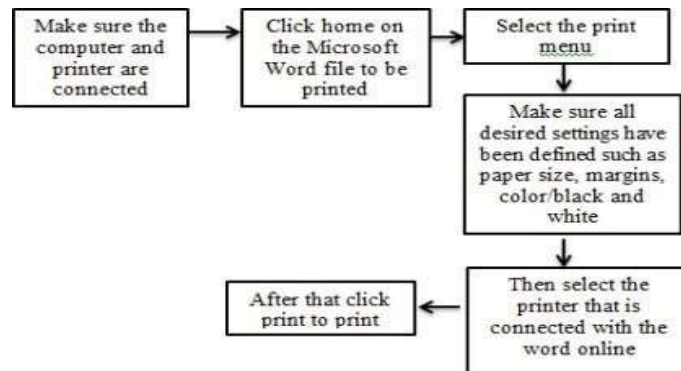 Make sure the
computer and
printer are
connected
Click home on
the Microsoft
Word file to be
printed
Select the print
menu
Make sure all
desired settings have
been defined such as
paper size, margins,
color/black and
white
Then select the
printer that is
connected with the
word online
After that click
print to print